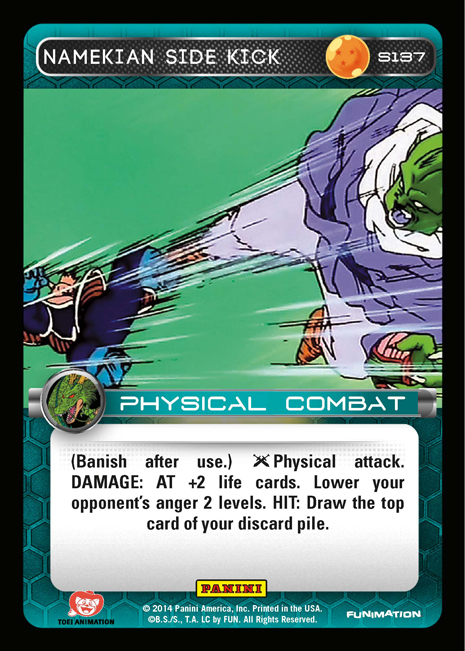 NAMEKIAN SIDE KICK S137
PHYSICAL COMBAT
(Banish after use.) Physical attack.
DAMAGE: AT +2 life cards. Lower your
opponent's anger 2 levels. HIT: Draw the top
card of your discard pile.
PANINI
TOEI ANIMATION
© 2014 Panini America, Inc. Printed in the USA.
©B.S./S., T.A. LC by FUN. All Rights Reserved.
FUNIMATION